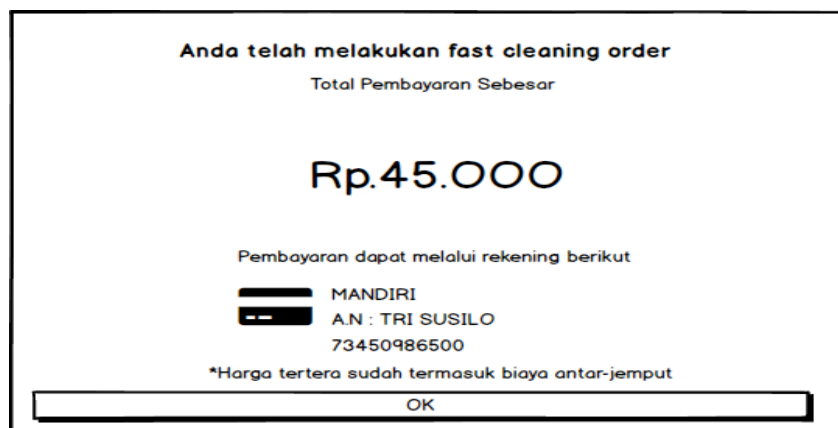 Anda telah melakukan fast cleaning order
Total Pembayaran Sebesar
Rp.45.000
Pembayaran dapat melalui rekening berikut
MANDIRI
A.N : TRI SUSILO
73450986500
*Harga tertera sudah termasuk biaya antar-jemput
OK